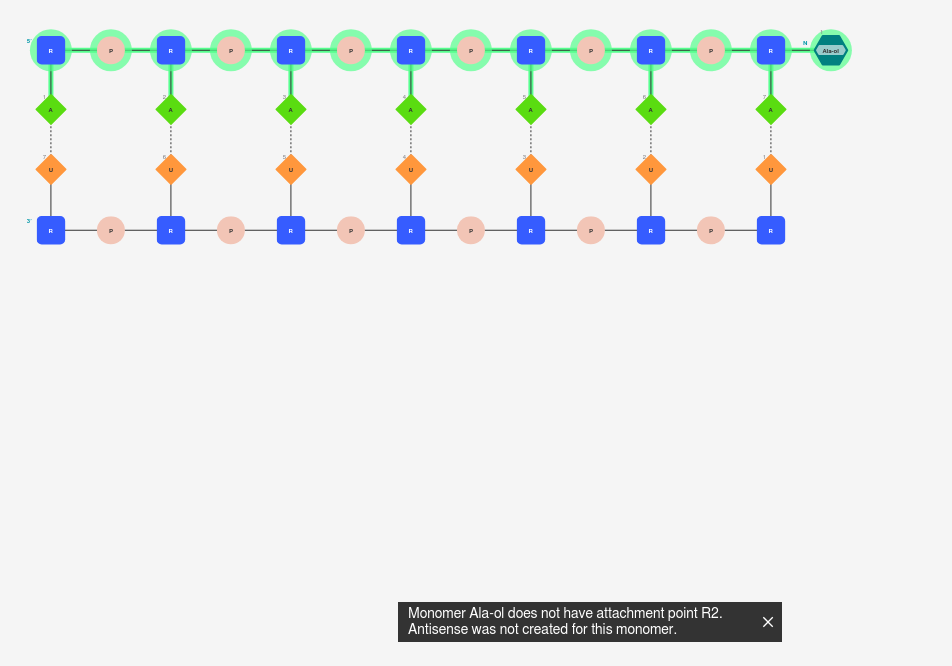 5' R P R P R P R P R P R P R N Ala-ol
1 A 2 A 3 A 4 A 5 A 6 A 7 A
7 U 6 U 5 U 4 U 3 U 2 U 1 U
3' R P R P R P R P R P R P R
Monomer Ala-ol does not have attachment point R2.
Antisense was not created for this monomer.